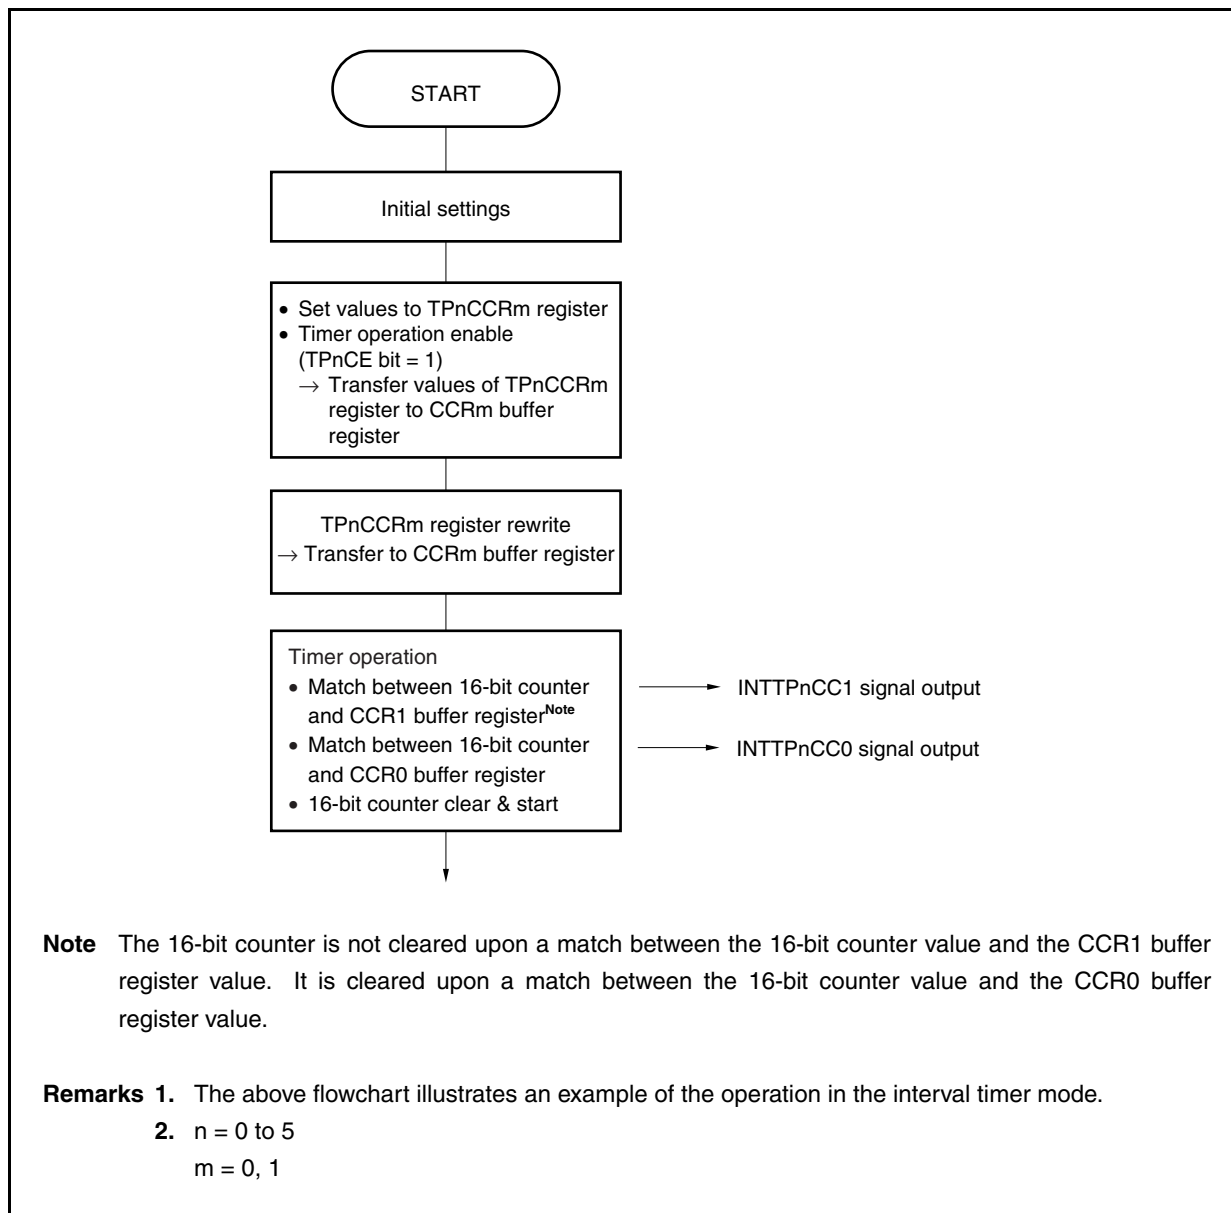 START
Initial settings
• Set values to TPnCCRm register
• Timer operation enable
(TPnCE bit = 1)
→ Transfer values of TPnCCRm
register to CCRm buffer
register
TPnCCRm register rewrite
→ Transfer to CCRm buffer register
Timer operation
• Match between 16-bit counter
and CCR1 buffer registerNote
• Match between 16-bit counter
and CCR0 buffer register
• 16-bit counter clear & start
INTTPnCC1 signal output
INTTPnCC0 signal output
Note The 16-bit counter is not cleared upon a match between the 16-bit counter value and the CCR1 buffer
register value. It is cleared upon a match between the 16-bit counter value and the CCR0 buffer
register value.
Remarks 1. The above flowchart illustrates an example of the operation in the interval timer mode.
2. n = 0 to 5
m = 0, 1